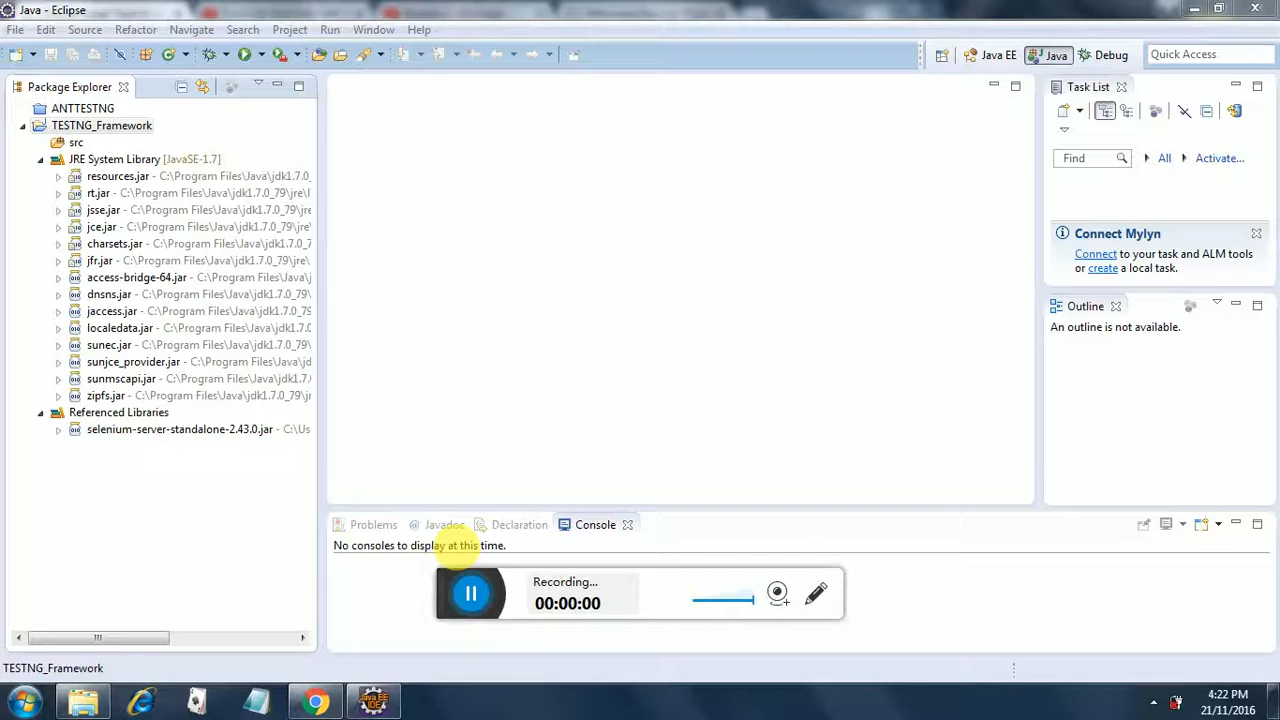 Java - Eclipse
File Edit Source Refactor Navigate Search Project Run Window Help
Java EE Java Debug Quick Access
Package Explorer
ANTTESTNG
TESTNG_Framework
src
JRE System Library [JavaSE-1.7]
resources.jar - C:\Program Files\Java\jdk1.7.0_
rt.jar - C:\Program Files\Java\jdk1.7.0_79\jre\l
jsse.jar - C:\Program Files\Java\jdk1.7.0_79\jr
jce.jar - C:\Program Files\Java\jdk1.7.0_79\jre
charsets.jar - C:\Program Files\Java\jdk1.7.0_7
jfr.jar - C:\Program Files\Java\jdk1.7.0_79\jre\
access-bridge-64.jar - C:\Program Files\Java\j
dnsns.jar - C:\Program Files\Java\jdk1.7.0_79\
jaccess.jar - C:\Program Files\Java\jdk1.7.0_79
localedata.jar - C:\Program Files\Java\jdk1.7.0
sunec.jar - C:\Program Files\Java\jdk1.7.0_79\
sunjce_provider.jar - C:\Program Files\Java\jd
sunmscapi.jar - C:\Program Files\Java\jdk1.7.0
zipfs.jar - C:\Program Files\Java\jdk1.7.0_79\jr
Referenced Libraries
selenium-server-standalone-2.43.0.jar - C:\Us
Task List
Find All Activate...
Connect Mylyn
Connect to your task and ALM tools
or create a local task.
Outline
An outline is not available.
Problems @ Javadoc Declaration Console
No consoles to display at this time.
Recording...
00:00:00
TESTNG_Framework
Java EE
IDE
4:22 PM
21/11/2016